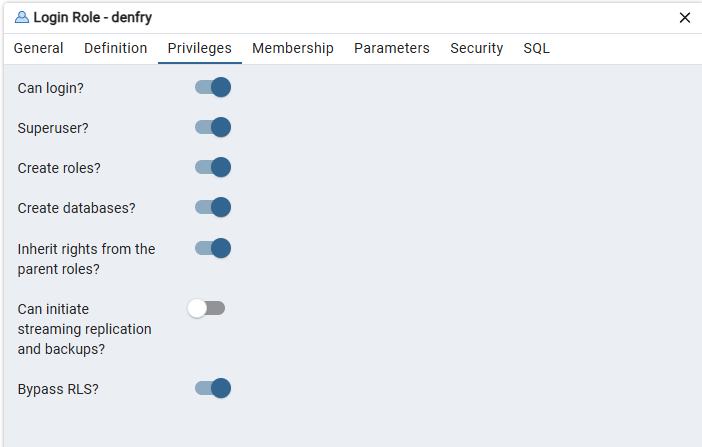 Login Role - denfry
General Definition Privileges Membership Parameters Security SQL
Can login?
Superuser?
Create roles?
Create databases?
Inherit rights from the
parent roles?
Can initiate
streaming replication
and backups?
Bypass RLS?